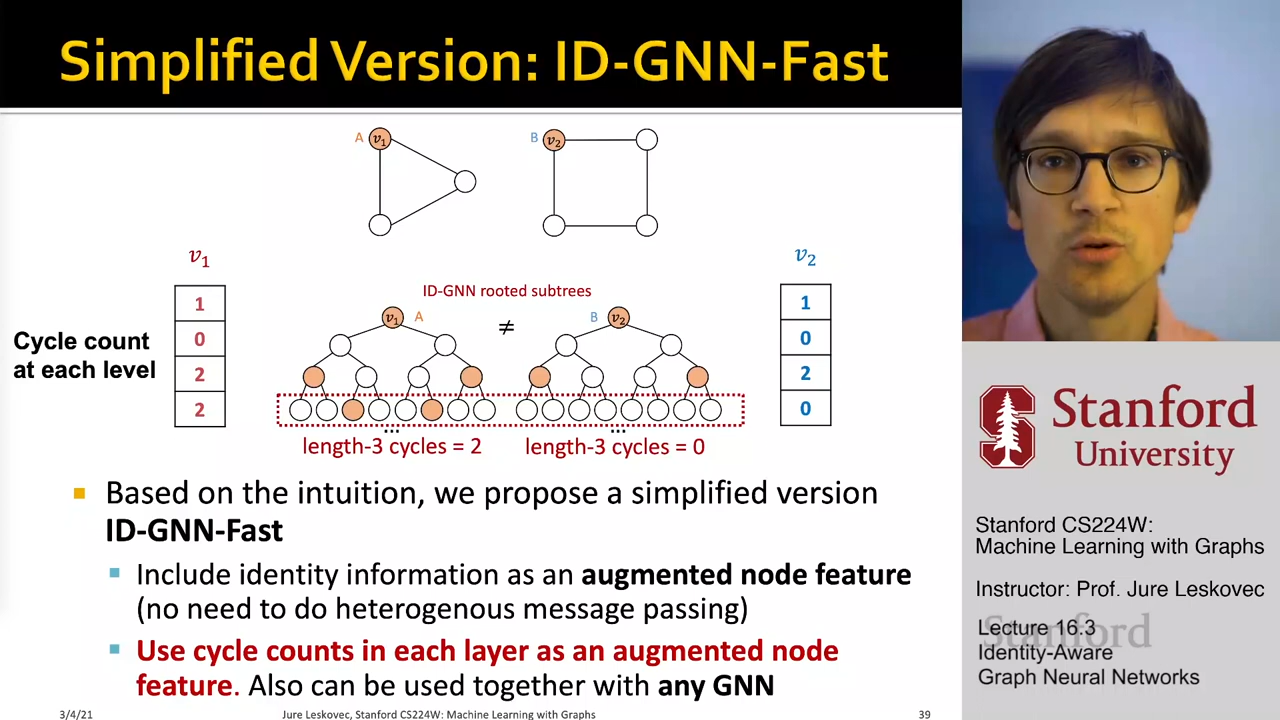 Simplified Version: ID-GNN-Fast
A v₁
B v₂
v₁
v₂
ID-GNN rooted subtrees
v₁ A
≠
B v₂
Cycle count
at each level
1
0
2
2
1
0
2
0
...
...
length-3 cycles = 2
length-3 cycles = 0
Based on the intuition, we propose a simplified version
ID-GNN-Fast
Include identity information as an augmented node feature
(no need to do heterogenous message passing)
Use cycle counts in each layer as an augmented node
feature. Also can be used together with any GNN
3/4/21
Jure Leskovec, Stanford CS224W: Machine Learning with Graphs
39
S
Stanford
University
Stanford CS224W:
Machine Learning with Graphs
Instructor: Prof. Jure Leskovec
Stanford
Lecture 16.3
Identity-Aware
Graph Neural Networks